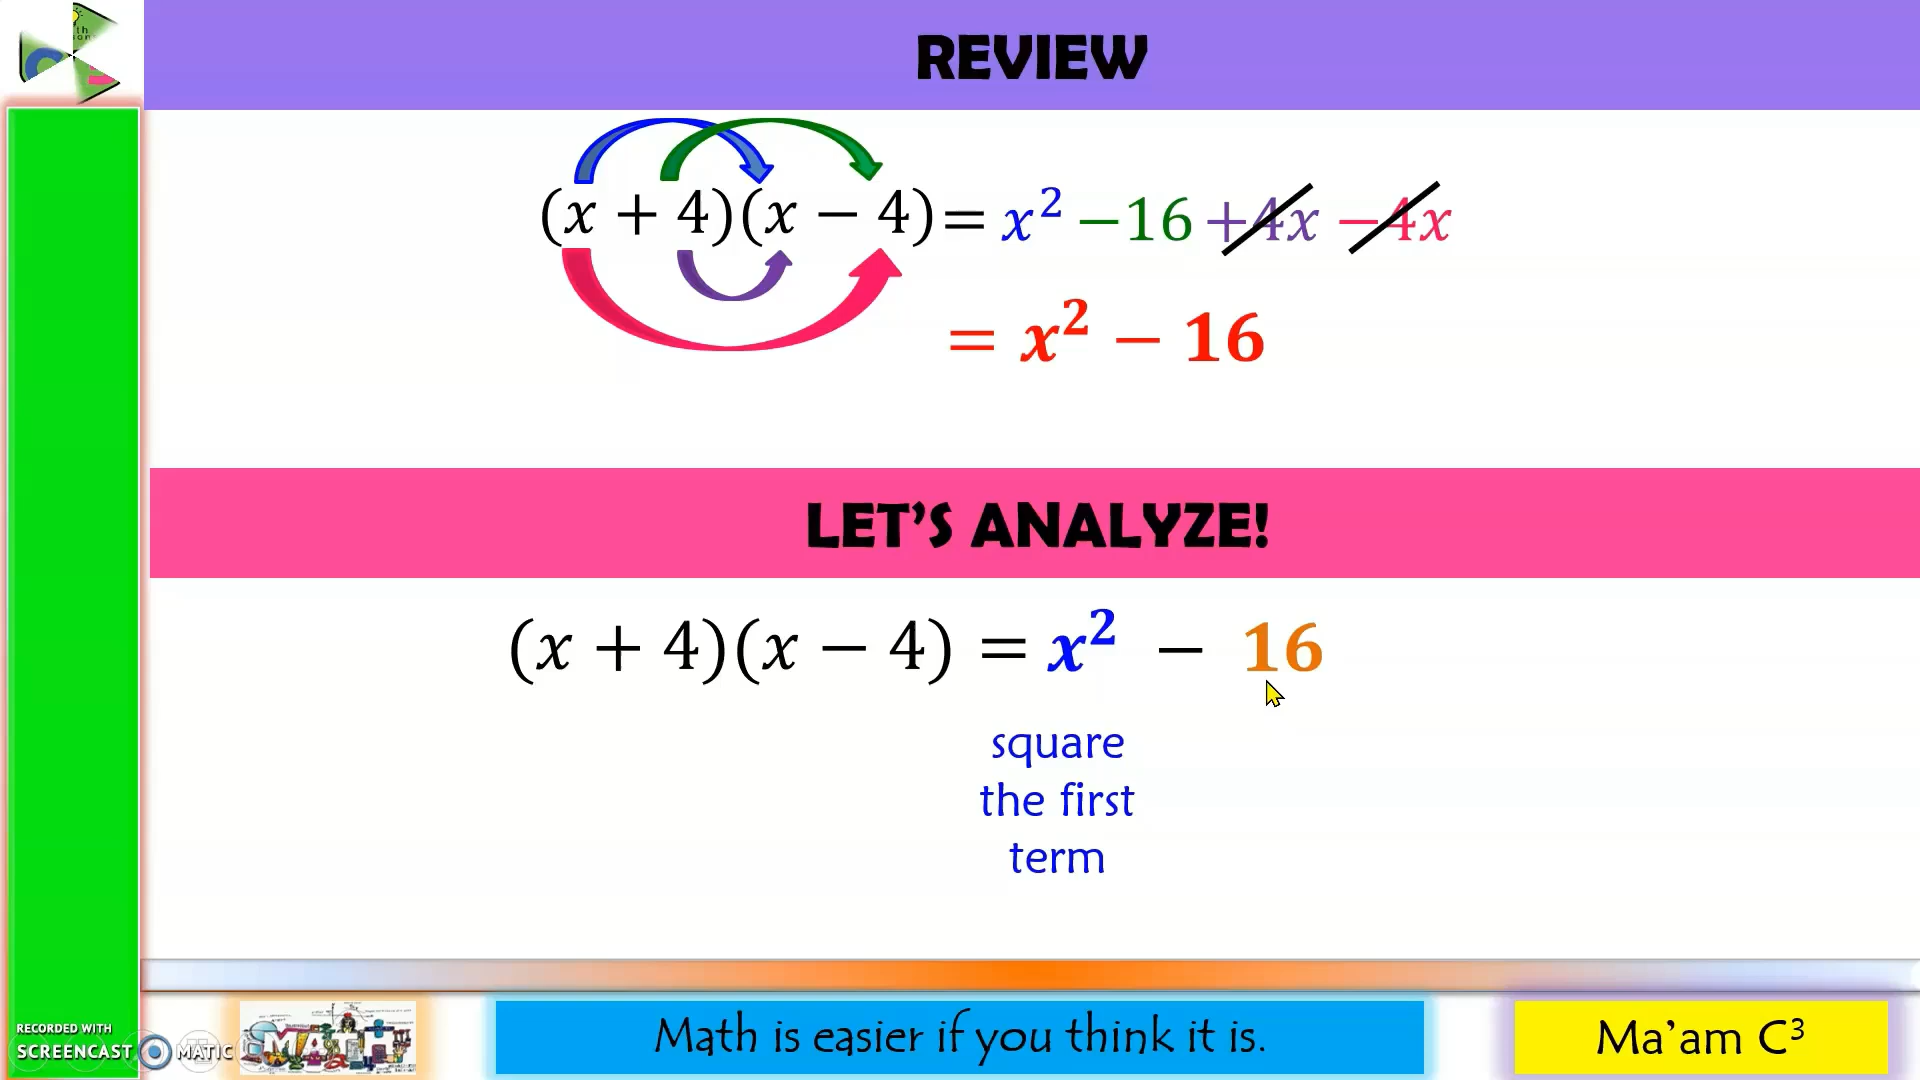 REVIEW
(x + 4)(x − 4) = x² −16 +4x −4x
= x² − 16
LET'S ANALYZE!
(x + 4)(x − 4) = x² − 16
square
the first
term
RECORDED WITH
SCREENCAST MATIC
MATH
Math is easier if you think it is.
Ma'am C³